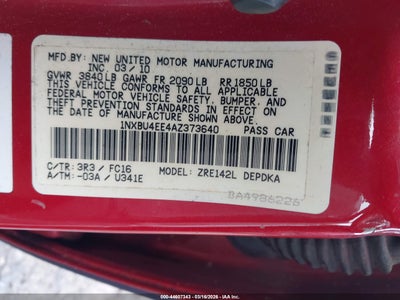 MFD.BY: NEW UNITED MOTOR MANUFACTURING
INC. 03/10
GVWR 3840 LB GAWR FR 2090 LB RR 1850 LB
THIS VEHICLE CONFORMS TO ALL APPLICABLE
FEDERAL MOTOR VEHICLE SAFETY, BUMPER, AND
THEFT PREVENTION STANDARDS IN EFFECT ON
THE DATE OF MANUFACTURE SHOWN ABOVE.
1NXBU4EE4AZ373640 PASS CAR
C/TR: 3R3 / FC16 MODEL: ZRE142L DEPDKA
A/TM: -03A / U341E
BA4986226
500-44607343 - 03/18/2026 - IAA, Inc.